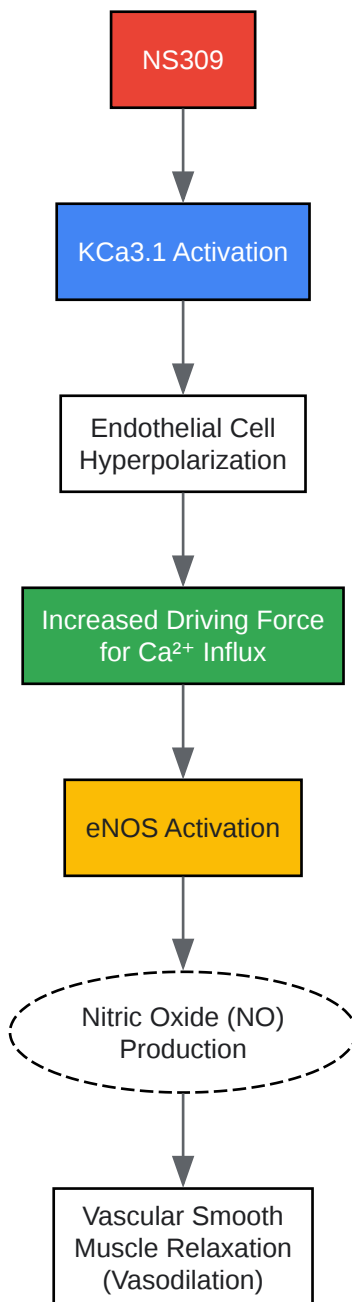 NS309
KCa3.1 Activation
Endothelial Cell
Hyperpolarization
Increased Driving Force
for Ca²⁺ Influx
eNOS Activation
Nitric Oxide (NO)
Production
Vascular Smooth
Muscle Relaxation
(Vasodilation)